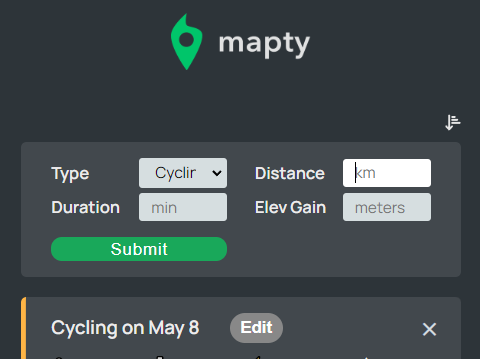 mapty
Type Cyclir Distance km
Duration min Elev Gain meters
Submit
Cycling on May 8 Edit ×